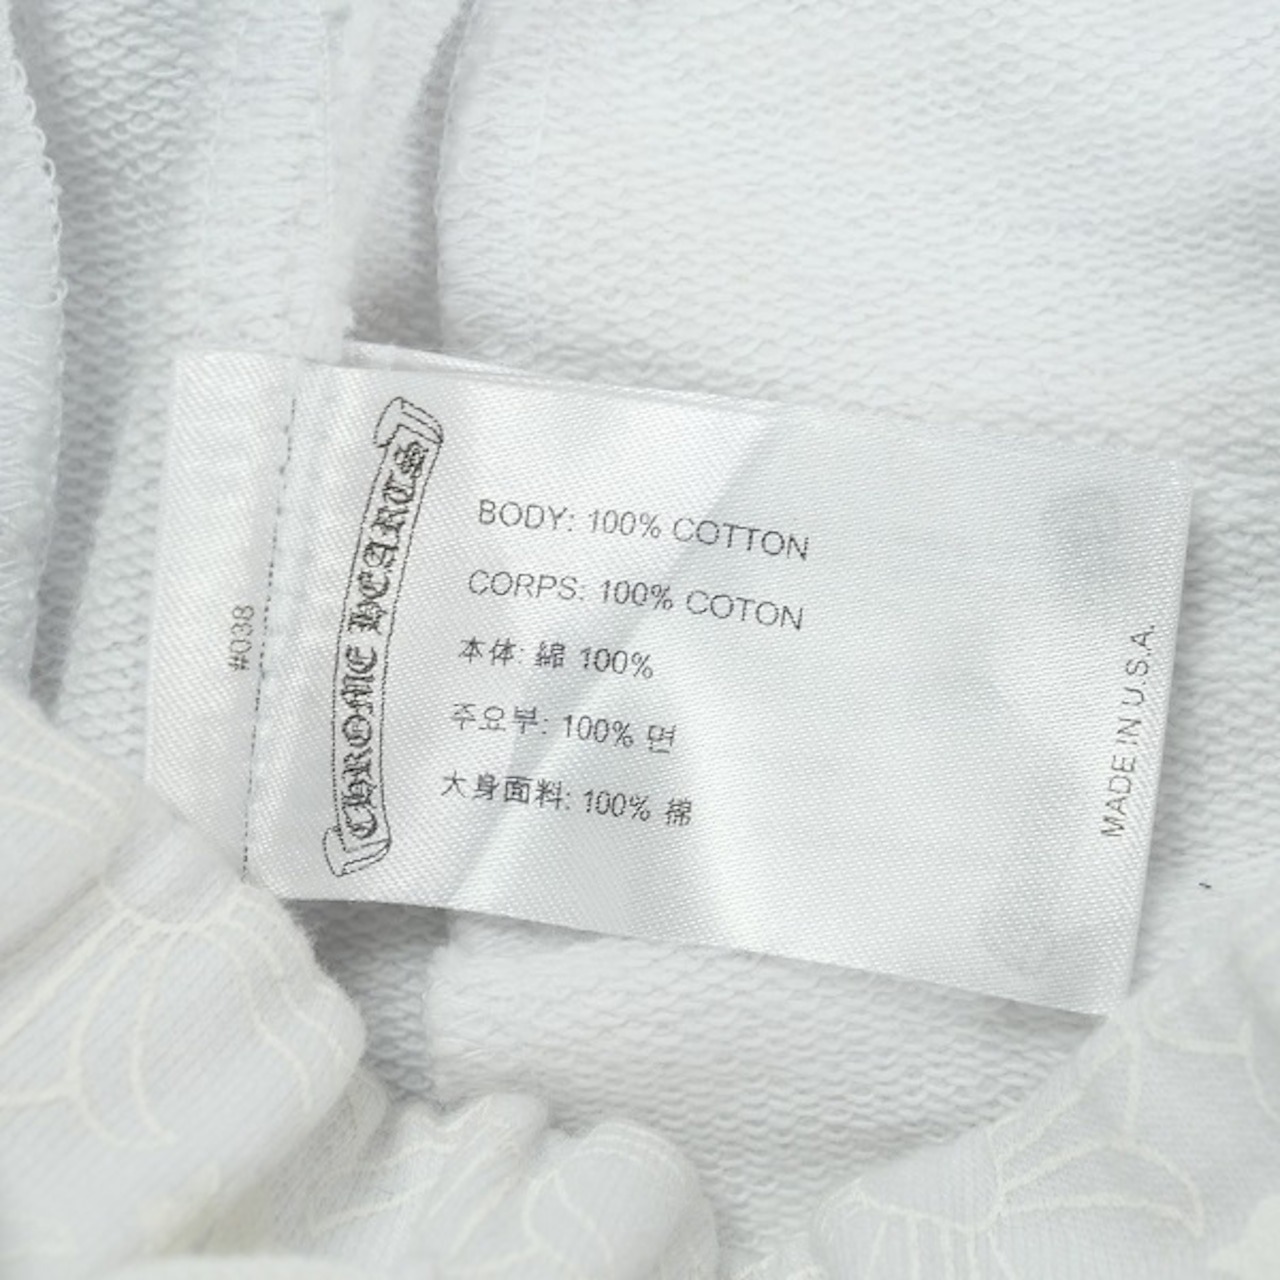 #038
CHROME HEARTS
BODY: 100% COTTON
CORPS: 100% COTON
本体: 綿 100%
주요부: 100% 면
大身面料: 100% 棉
MADE IN U.S.A.